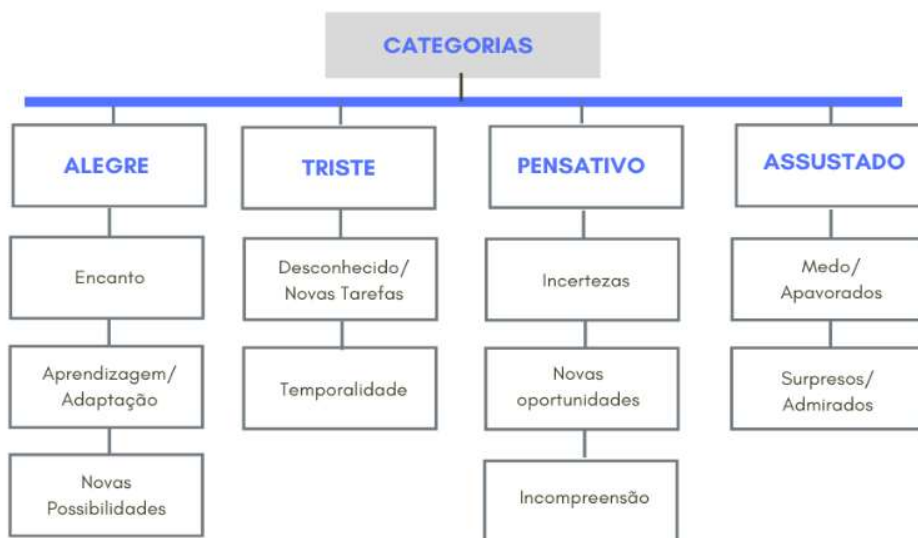 CATEGORIAS
ALEGRE
Encanto
Aprendizagem/
Adaptação
Novas
Possibilidades
TRISTE
Desconhecido/
Novas Tarefas
Temporalidade
PENSATIVO
Incertezas
Novas
oportunidades
Incompreensão
ASSUSTADO
Medo/
Apavorados
Surpresos/
Admirados